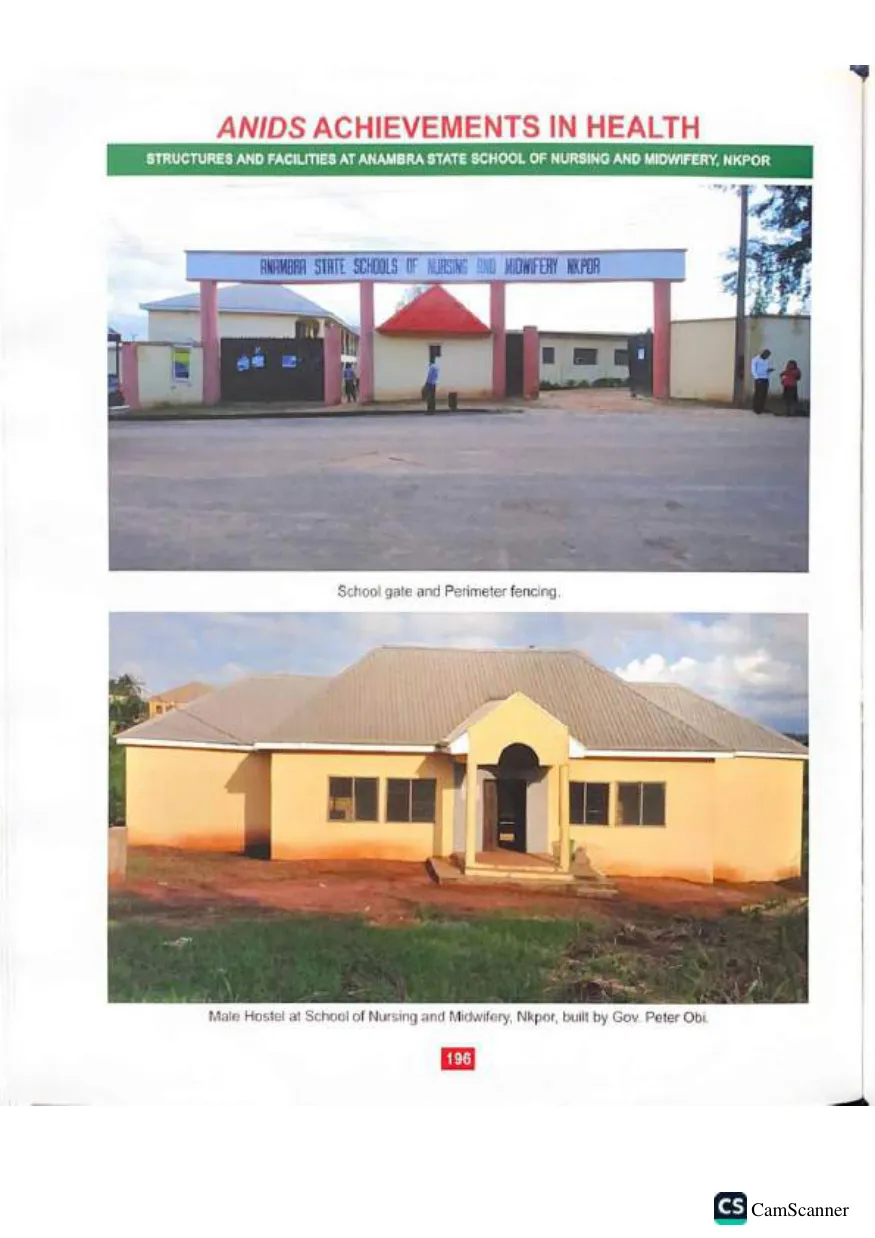 ANIDS ACHIEVEMENTS IN HEALTH
STRUCTURES AND FACILITIES AT ANAMBRA STATE SCHOOL OF NURSING AND MIDWIFERY, NKPOR
ANAMBRA STATE SCHOOLS OF NURSING AND MIDWIFERY NKPOR
School gate and Perimeter fencing.
Male Hostel at School of Nursing and Midwifery, Nkpor, built by Gov. Peter Obi.
196
CS CamScanner